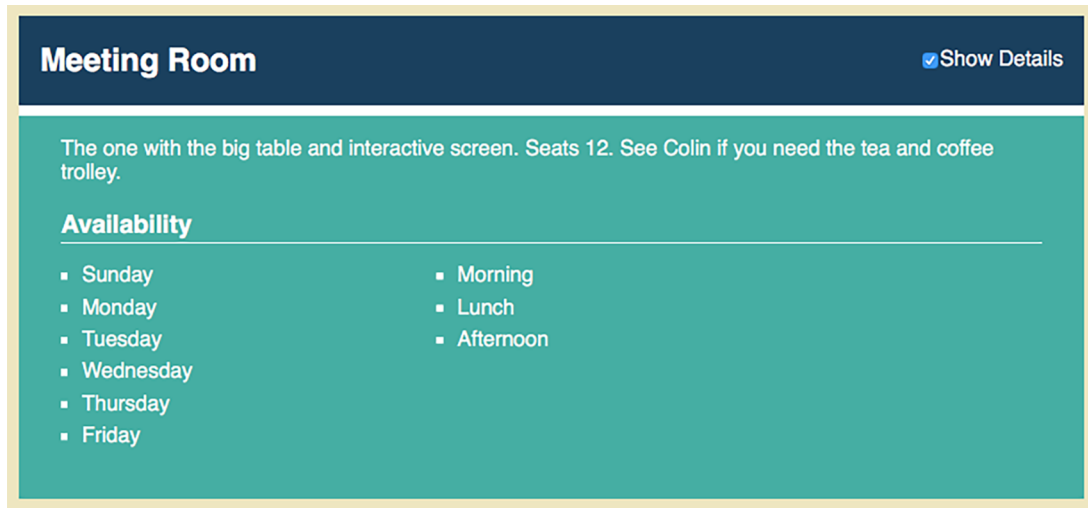 Meeting Room
Show Details
The one with the big table and interactive screen. Seats 12. See Colin if you need the tea and coffee
trolley.
Availability
Sunday
Monday
Tuesday
Wednesday
Thursday
Friday
Morning
Lunch
Afternoon